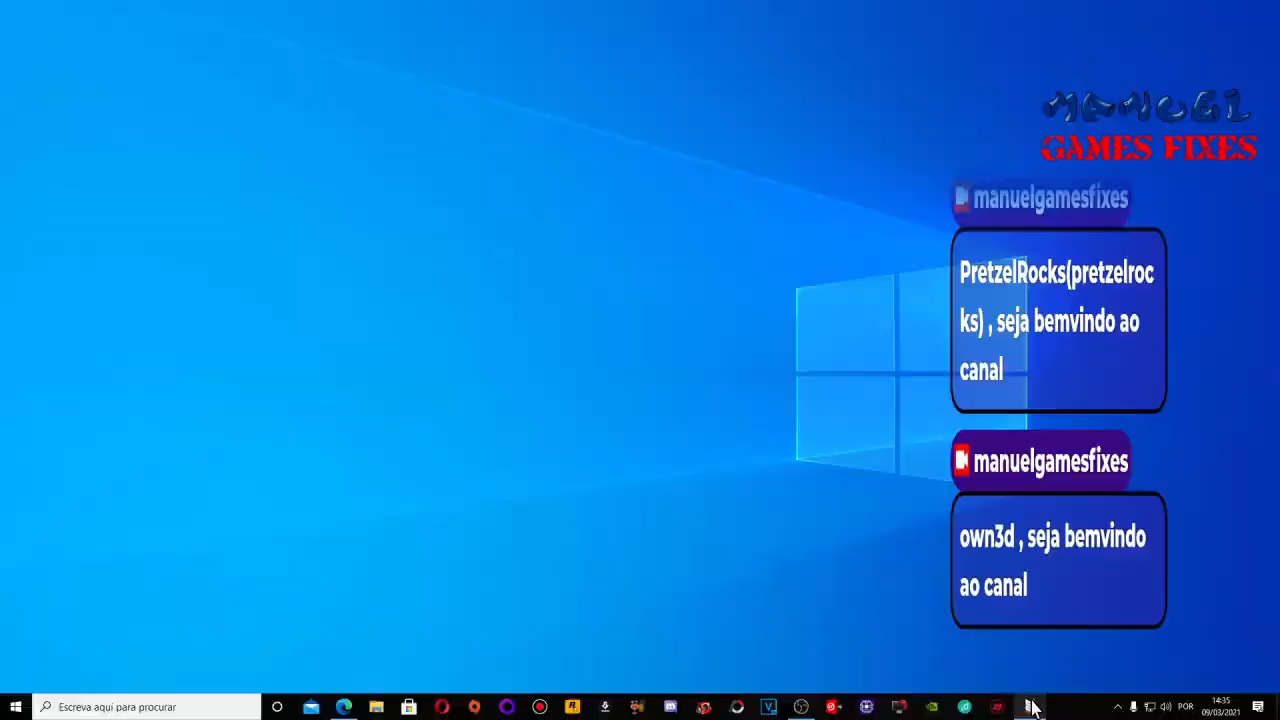 MANUEL
GAMES FIXES
manuelgamesfixes
PretzelRocks(pretzelroc
ks) , seja bemvindo ao
canal
manuelgamesfixes
own3d , seja bemvindo
ao canal
Escreva aqui para procurar
POR
14:35
09/03/2021